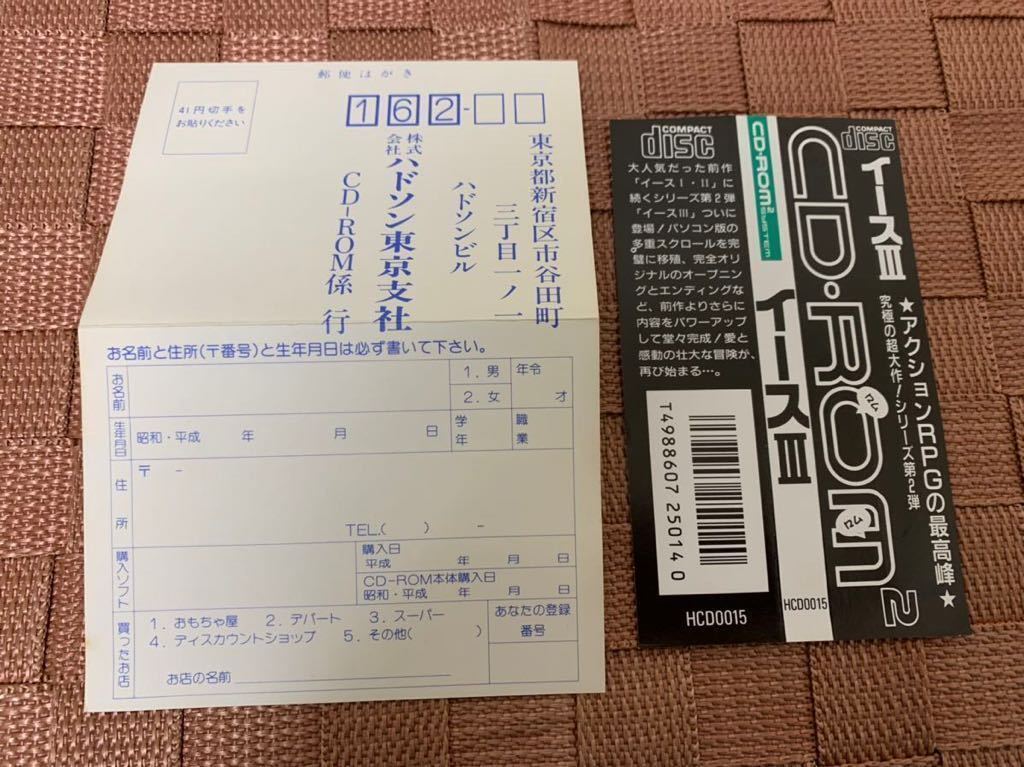 郵便はがき
41円切手を
お貼りください
162-
東京都新宿区市谷田町
三丁目一ノ一
ハドソンビル
株式会社ハドソン東京支社
CD-ROM係 行
お名前と住所(〒番号)と生年月日は必ず書いて下さい。
お名前
1. 男
2. 女
年令
才
生年月日
昭和・平成 年 月 日
学年
職業
住所
〒 -
TEL.( ) -
購入ソフト
購入日
平成 年 月 日
CD-ROM本体購入日
昭和・平成 年 月 日
買ったお店
1. おもちゃ屋 2. デパート 3. スーパー
4. ディスカウントショップ 5. その他( )
お店の名前
あなたの登録
番号
COMPACT
disc
大人気だった前作
「イースI・II」に
続くシリーズ第2弾
「イースIII」ついに
登場!パソコン版の
多重スクロールを完
璧に移殖、完全オリ
ジナルのオープニン
グとエンディングな
ど、前作よりさらに
内容をパワーアップ
して堂々完成!愛と
感動の壮大な冒険が、
再び始まる…。
T4988607 25014 0
HCD0015
CD-ROM2
SYSTEM
イースIII
HCD0015
COMPACT
disc
イースIII
★アクションRPGの最高峰★
究極の超大作!シリーズ第2弾
CD・ROM2
ロム
ロム